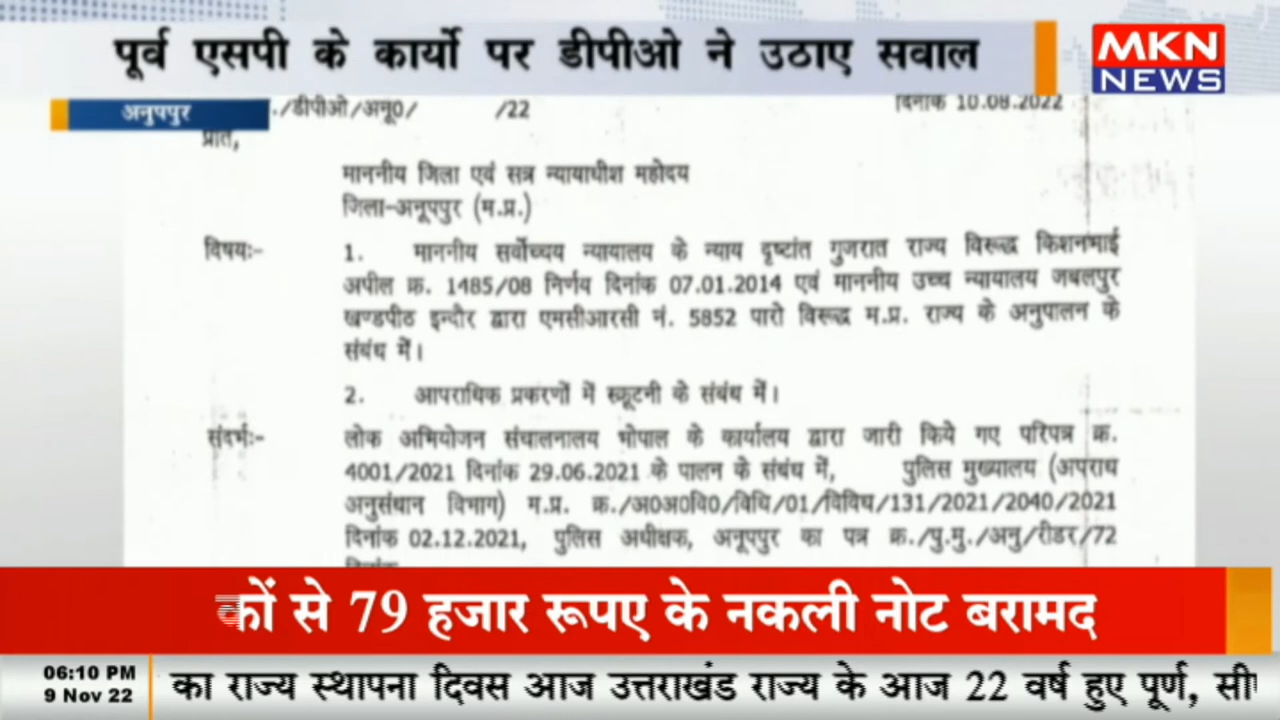 पूर्व एसपी के कार्यो पर डीपीओ ने उठाए सवाल
MKN
NEWS
अनुपपुर
./डीपीओ/अनू0/ /22
दिनांक 10.08.2022
प्रति,
माननीय जिला एवं सत्र न्यायाधीश महोदय
जिला-अनूपपुर (म.प्र.)
विषयः- 1. माननीय सर्वोच्चय न्यायालय के न्याय दृष्टांत गुजरात राज्य विरूद्ध किशनभाई
अपील क्र. 1485/08 निर्णय दिनांक 07.01.2014 एवं माननीय उच्च न्यायालय जबलपुर
खण्डपीठ इन्दौर द्वारा एमसीआरसी नं. 5852 पारो विरूद्ध म.प्र. राज्य के अनुपालन के
संबंध में।
2. आपराधिक प्रकरणों में स्क्रूटनी के संबंध में।
संदर्भः- लोक अभियोजन संचालनालय भोपाल के कार्यालय द्वारा जारी किये गए परिपत्र क्र.
4001/2021 दिनांक 29.06.2021 के पालन के संबंध में, पुलिस मुख्यालय (अपराध
अनुसंधान विभाग) म.प्र. क्र./अ0अ0वि0/विधि/01/विविध/131/2021/2040/2021
दिनांक 02.12.2021, पुलिस अधीक्षक, अनूपपुर का पत्र क्र./पु.मु./अनु/रीडर/72
कों से 79 हजार रूपए के नकली नोट बरामद
06:10 PM
9 Nov 22
का राज्य स्थापना दिवस आज उत्तराखंड राज्य के आज 22 वर्ष हुए पूर्ण,